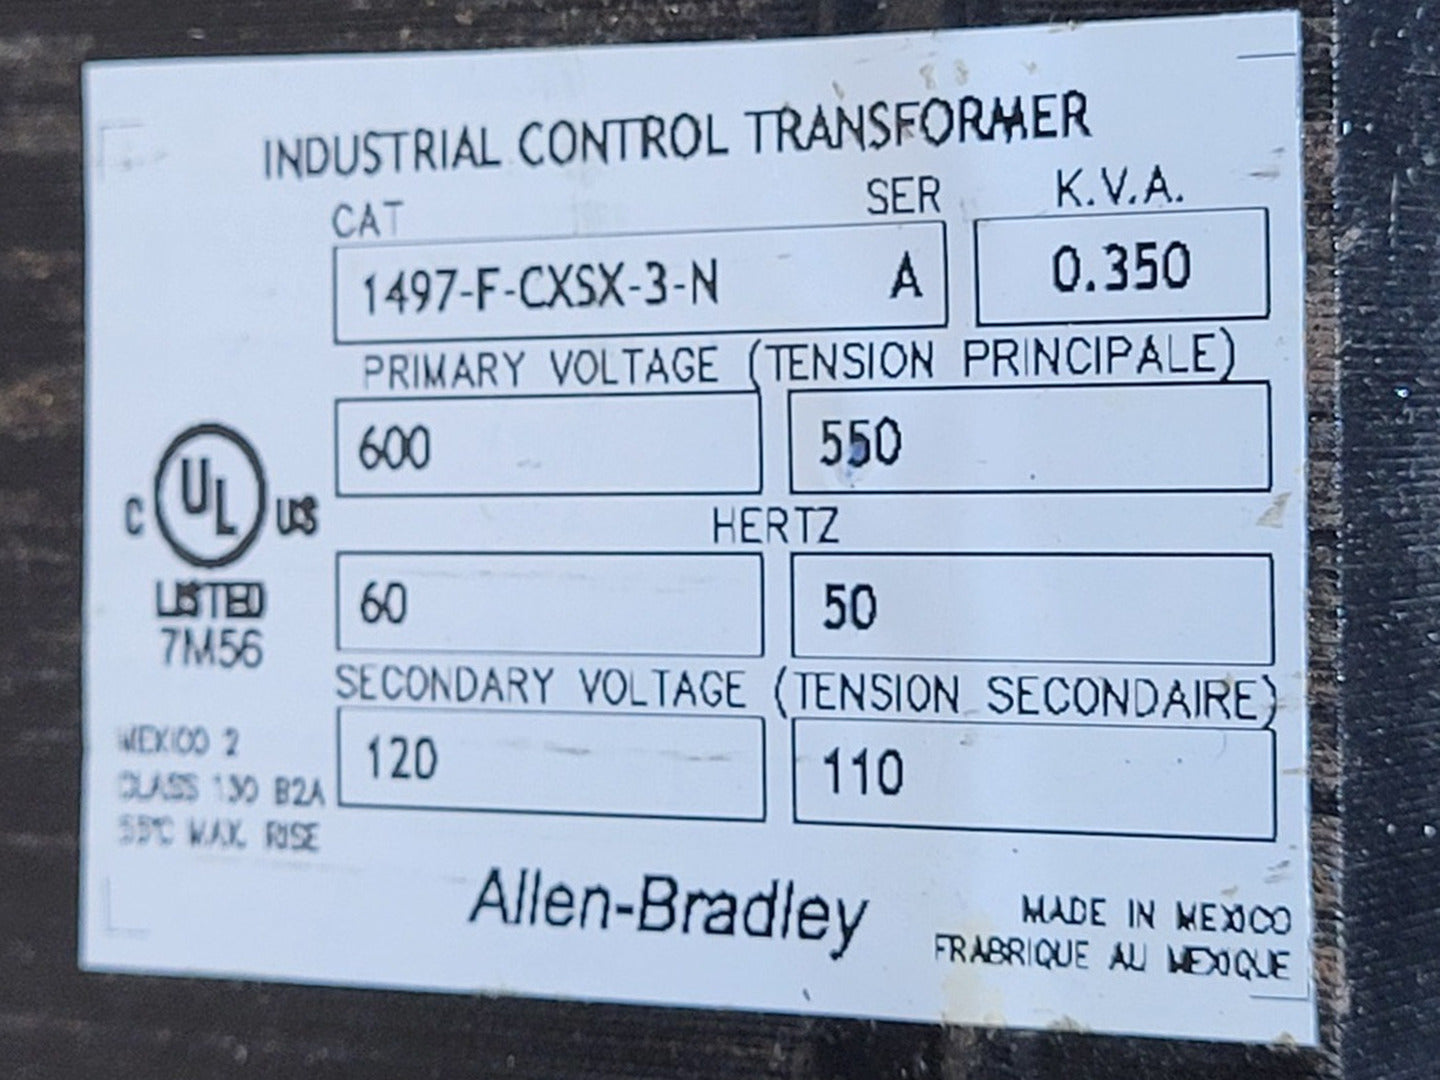 INDUSTRIAL CONTROL TRANSFORMER
CAT SER K.V.A.
1497-F-CXSX-3-N A 0.350
PRIMARY VOLTAGE (TENSION PRINCIPALE)
600 550
HERTZ
60 50
SECONDARY VOLTAGE (TENSION SECONDAIRE)
120 110
C UL US
LISTED
7M56
MEXICO 2
CLASS 130 B2A
55°C MAX. RISE
Allen-Bradley
MADE IN MEXICO
FRABRIQUE AU MEXIQUE